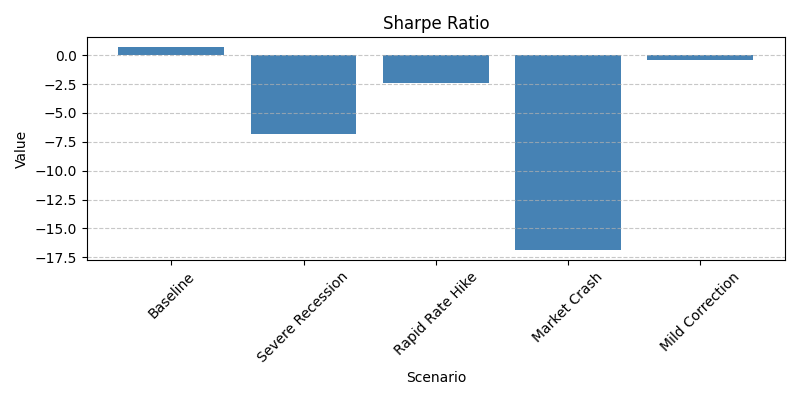 Sharpe Ratio
Value
0.0
−2.5
−5.0
−7.5
−10.0
−12.5
−15.0
−17.5
Baseline
Severe Recession
Rapid Rate Hike
Market Crash
Mild Correction
Scenario